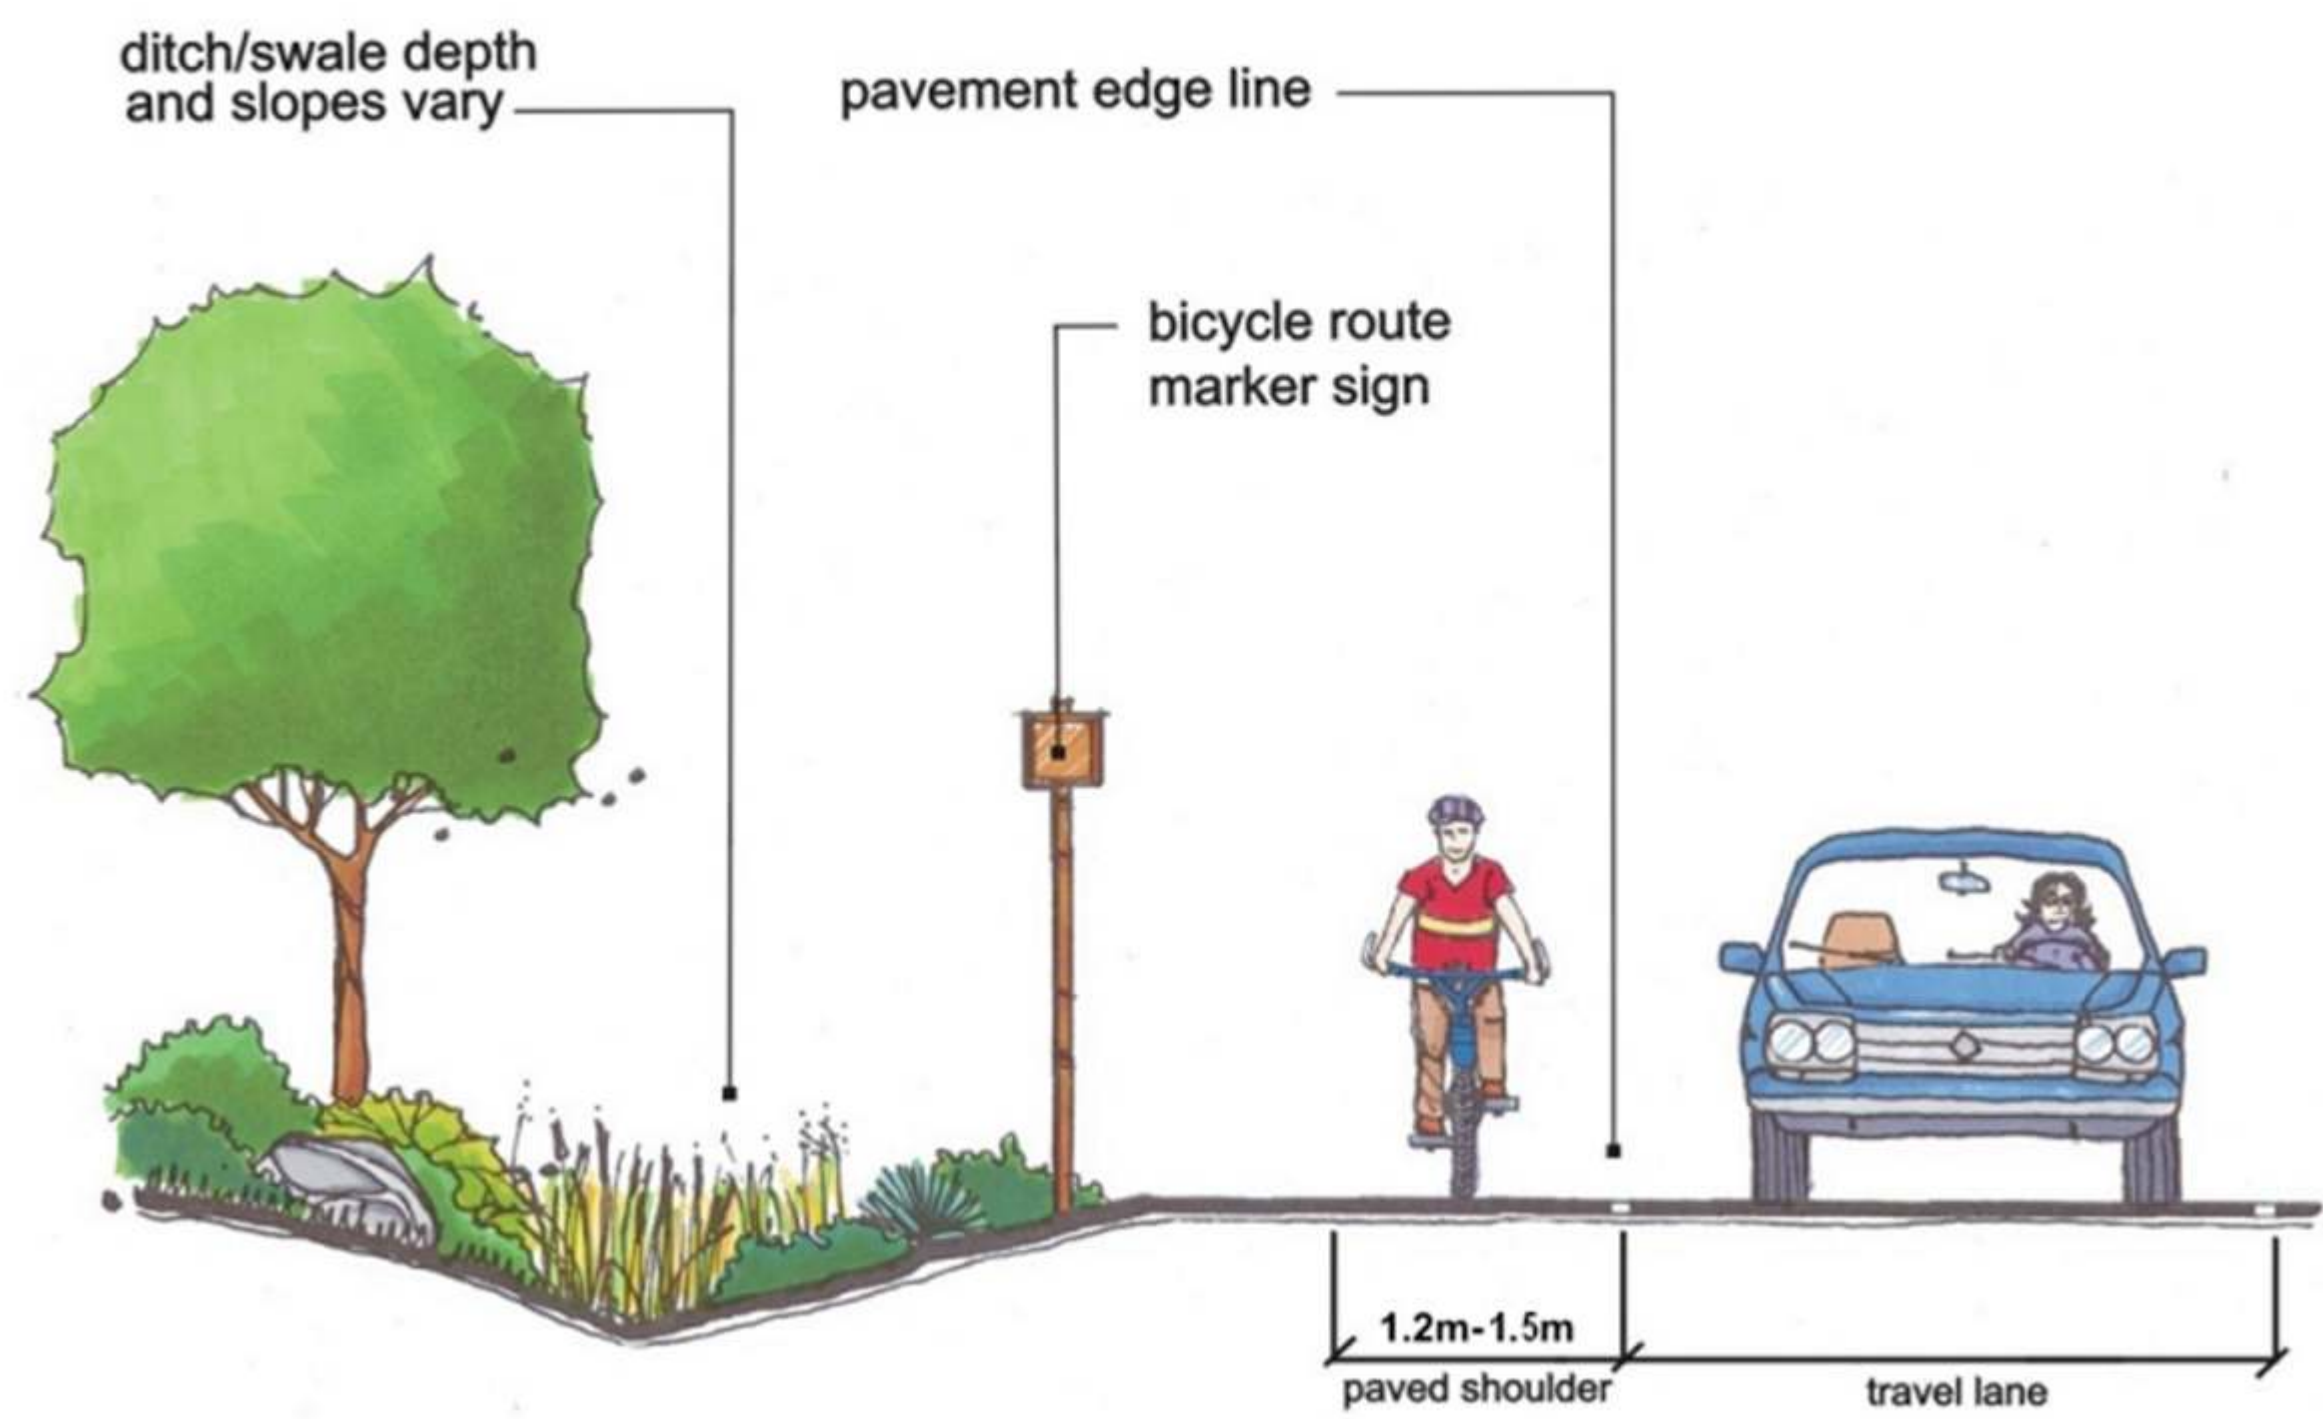 ditch/swale depth
and slopes vary
pavement edge line
bicycle route
marker sign
1.2m-1.5m
paved shoulder
travel lane